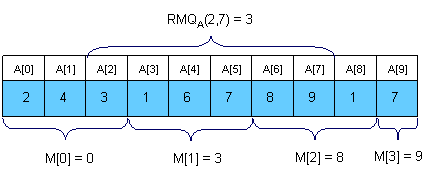 RMQA(2,7) = 3
A[0] A[1] A[2] A[3] A[4] A[5] A[6] A[7] A[8] A[9]
2 4 3 1 6 7 8 9 1 7
M[0] = 0 M[1] = 3 M[2] = 8 M[3] = 9